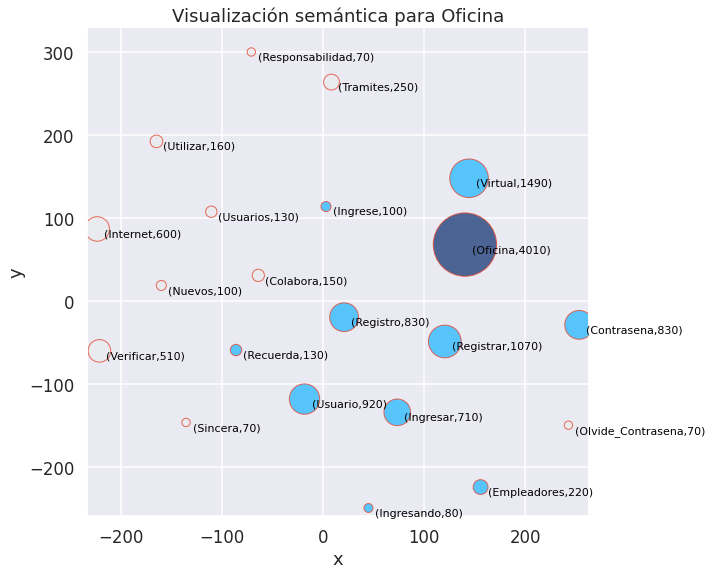 Visualización semántica para Oficina
300
200
100
0
−100
−200
y
(Responsabilidad,70)
(Tramites,250)
(Utilizar,160)
(Virtual,1490)
(Ingrese,100)
(Usuarios,130)
(Internet,600)
(Oficina,4010)
(Colabora,150)
(Nuevos,100)
(Registro,830)
(Contrasena,830)
(Registrar,1070)
(Recuerda,130)
(Verificar,510)
(Usuario,920)
(Ingresar,710)
(Sincera,70)
(Olvide_Contrasena,70)
(Empleadores,220)
(Ingresando,80)
−200
−100
0
100
200
x